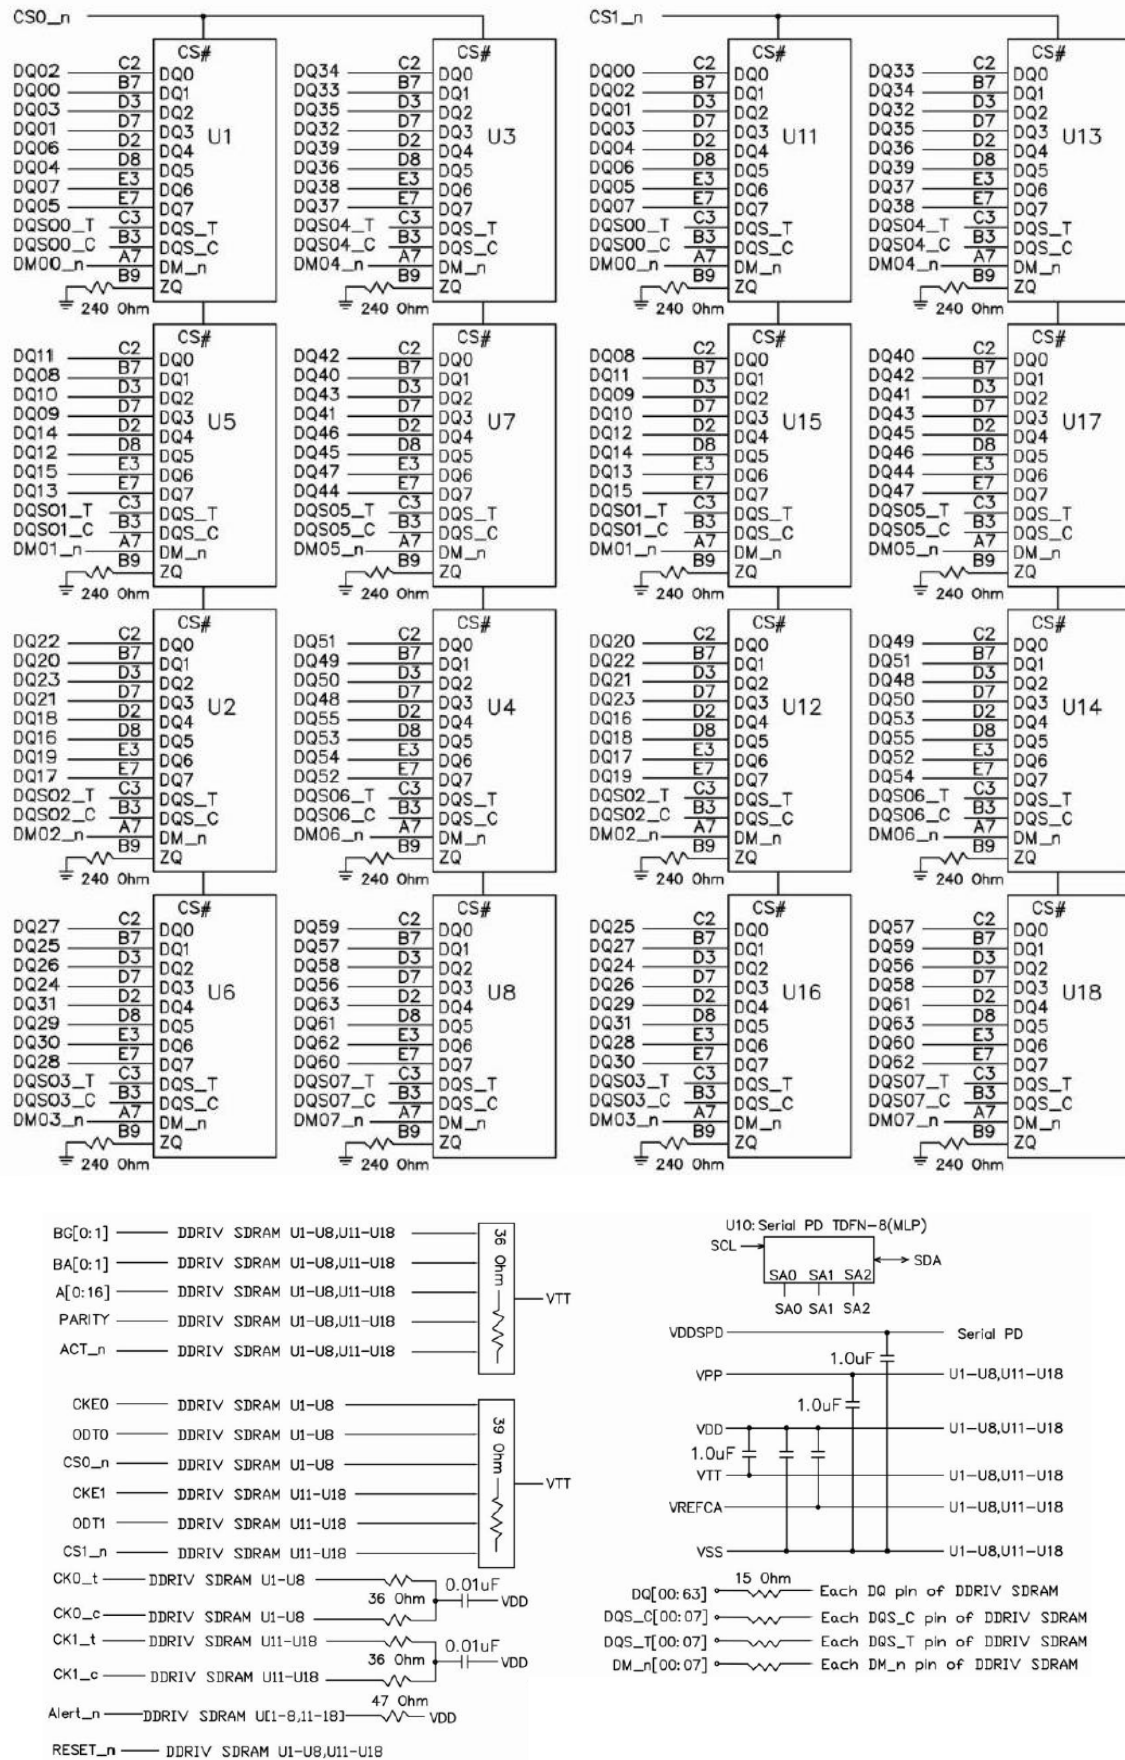 CS0_n
CS#
DQ02 C2 DQ0
DQ00 B7 DQ1
DQ03 D3 DQ2
DQ01 D7 DQ3 U1
DQ06 D2 DQ4
DQ04 D8 DQ5
DQ07 E3 DQ6
DQ05 E7 DQ7
DQS00_T C3 DQS_T
DQS00_C B3 DQS_C
DM00_n A7 DM_n
B9 ZQ
240 Ohm
CS#
DQ34 C2 DQ0
DQ33 B7 DQ1
DQ35 D3 DQ2
DQ32 D7 DQ3 U3
DQ39 D2 DQ4
DQ36 D8 DQ5
DQ38 E3 DQ6
DQ37 E7 DQ7
DQS04_T C3 DQS_T
DQS04_C B3 DQS_C
DM04_n A7 DM_n
B9 ZQ
240 Ohm
CS1_n
CS#
DQ00 C2 DQ0
DQ02 B7 DQ1
DQ01 D3 DQ2
DQ03 D7 DQ3 U11
DQ04 D2 DQ4
DQ06 D8 DQ5
DQ05 E3 DQ6
DQ07 E7 DQ7
DQS00_T C3 DQS_T
DQS00_C B3 DQS_C
DM00_n A7 DM_n
B9 ZQ
240 Ohm
CS#
DQ33 C2 DQ0
DQ34 B7 DQ1
DQ32 D3 DQ2
DQ35 D7 DQ3 U13
DQ36 D2 DQ4
DQ39 D8 DQ5
DQ37 E3 DQ6
DQ38 E7 DQ7
DQS04_T C3 DQS_T
DQS04_C B3 DQS_C
DM04_n A7 DM_n
B9 ZQ
240 Ohm
CS#
DQ11 C2 DQ0
DQ08 B7 DQ1
DQ10 D3 DQ2
DQ09 D7 DQ3 U5
DQ14 D2 DQ4
DQ12 D8 DQ5
DQ15 E3 DQ6
DQ13 E7 DQ7
DQS01_T C3 DQS_T
DQS01_C B3 DQS_C
DM01_n A7 DM_n
B9 ZQ
240 Ohm
CS#
DQ42 C2 DQ0
DQ40 B7 DQ1
DQ43 D3 DQ2
DQ41 D7 DQ3 U7
DQ46 D2 DQ4
DQ45 D8 DQ5
DQ47 E3 DQ6
DQ44 E7 DQ7
DQS05_T C3 DQS_T
DQS05_C B3 DQS_C
DM05_n A7 DM_n
B9 ZQ
240 Ohm
CS#
DQ08 C2 DQ0
DQ11 B7 DQ1
DQ09 D3 DQ2
DQ10 D7 DQ3 U15
DQ12 D2 DQ4
DQ14 D8 DQ5
DQ13 E3 DQ6
DQ15 E7 DQ7
DQS01_T C3 DQS_T
DQS01_C B3 DQS_C
DM01_n A7 DM_n
B9 ZQ
240 Ohm
CS#
DQ40 C2 DQ0
DQ42 B7 DQ1
DQ41 D3 DQ2
DQ43 D7 DQ3 U17
DQ45 D2 DQ4
DQ46 D8 DQ5
DQ44 E3 DQ6
DQ47 E7 DQ7
DQS05_T C3 DQS_T
DQS05_C B3 DQS_C
DM05_n A7 DM_n
B9 ZQ
240 Ohm
CS#
DQ22 C2 DQ0
DQ20 B7 DQ1
DQ23 D3 DQ2
DQ21 D7 DQ3 U2
DQ18 D2 DQ4
DQ16 D8 DQ5
DQ19 E3 DQ6
DQ17 E7 DQ7
DQS02_T C3 DQS_T
DQS02_C B3 DQS_C
DM02_n A7 DM_n
B9 ZQ
240 Ohm
CS#
DQ51 C2 DQ0
DQ49 B7 DQ1
DQ50 D3 DQ2
DQ48 D7 DQ3 U4
DQ55 D2 DQ4
DQ53 D8 DQ5
DQ54 E3 DQ6
DQ52 E7 DQ7
DQS06_T C3 DQS_T
DQS06_C B3 DQS_C
DM06_n A7 DM_n
B9 ZQ
240 Ohm
CS#
DQ20 C2 DQ0
DQ22 B7 DQ1
DQ21 D3 DQ2
DQ23 D7 DQ3 U12
DQ16 D2 DQ4
DQ18 D8 DQ5
DQ17 E3 DQ6
DQ19 E7 DQ7
DQS02_T C3 DQS_T
DQS02_C B3 DQS_C
DM02_n A7 DM_n
B9 ZQ
240 Ohm
CS#
DQ49 C2 DQ0
DQ51 B7 DQ1
DQ48 D3 DQ2
DQ50 D7 DQ3 U14
DQ53 D2 DQ4
DQ55 D8 DQ5
DQ52 E3 DQ6
DQ54 E7 DQ7
DQS06_T C3 DQS_T
DQS06_C B3 DQS_C
DM06_n A7 DM_n
B9 ZQ
240 Ohm
CS#
DQ27 C2 DQ0
DQ25 B7 DQ1
DQ26 D3 DQ2
DQ24 D7 DQ3 U6
DQ31 D2 DQ4
DQ29 D8 DQ5
DQ30 E3 DQ6
DQ28 E7 DQ7
DQS03_T C3 DQS_T
DQS03_C B3 DQS_C
DM03_n A7 DM_n
B9 ZQ
240 Ohm
CS#
DQ59 C2 DQ0
DQ57 B7 DQ1
DQ58 D3 DQ2
DQ56 D7 DQ3 U8
DQ63 D2 DQ4
DQ61 D8 DQ5
DQ62 E3 DQ6
DQ60 E7 DQ7
DQS07_T C3 DQS_T
DQS07_C B3 DQS_C
DM07_n A7 DM_n
B9 ZQ
240 Ohm
CS#
DQ25 C2 DQ0
DQ27 B7 DQ1
DQ24 D3 DQ2
DQ26 D7 DQ3 U16
DQ29 D2 DQ4
DQ31 D8 DQ5
DQ28 E3 DQ6
DQ30 E7 DQ7
DQS03_T C3 DQS_T
DQS03_C B3 DQS_C
DM03_n A7 DM_n
B9 ZQ
240 Ohm
CS#
DQ57 C2 DQ0
DQ59 B7 DQ1
DQ56 D3 DQ2
DQ58 D7 DQ3 U18
DQ61 D2 DQ4
DQ63 D8 DQ5
DQ60 E3 DQ6
DQ62 E7 DQ7
DQS07_T C3 DQS_T
DQS07_C B3 DQS_C
DM07_n A7 DM_n
B9 ZQ
240 Ohm
BG[0:1] DDRIV SDRAM U1-U8,U11-U18
BA[0:1] DDRIV SDRAM U1-U8,U11-U18
A[0:16] DDRIV SDRAM U1-U8,U11-U18
PARITY DDRIV SDRAM U1-U8,U11-U18
ACT_n DDRIV SDRAM U1-U8,U11-U18
36 Ohm
VTT
CKE0 DDRIV SDRAM U1-U8
ODT0 DDRIV SDRAM U1-U8
CS0_n DDRIV SDRAM U1-U8
CKE1 DDRIV SDRAM U11-U18
ODT1 DDRIV SDRAM U11-U18
CS1_n DDRIV SDRAM U11-U18
39 Ohm
VTT
CK0_t DDRIV SDRAM U1-U8
36 Ohm 0.01uF VDD
CK0_c DDRIV SDRAM U1-U8
CK1_t DDRIV SDRAM U11-U18
36 Ohm 0.01uF VDD
CK1_c DDRIV SDRAM U11-U18
47 Ohm
Alert_n DDRIV SDRAM U[1-8,11-18] VDD
RESET_n DDRIV SDRAM U1-U8,U11-U18
U10: Serial PD TDFN-8(MLP)
SCL SDA
SA0 SA1 SA2
SA0 SA1 SA2
VDDSPD Serial PD
1.0uF
VPP U1-U8,U11-U18
1.0uF
VDD U1-U8,U11-U18
1.0uF
VTT U1-U8,U11-U18
VREFCA U1-U8,U11-U18
VSS U1-U8,U11-U18
15 Ohm
DQ[00:63] Each DQ pin of DDRIV SDRAM
DQS_C[00:07] Each DQS_C pin of DDRIV SDRAM
DQS_T[00:07] Each DQS_T pin of DDRIV SDRAM
DM_n[00:07] Each DM_n pin of DDRIV SDRAM